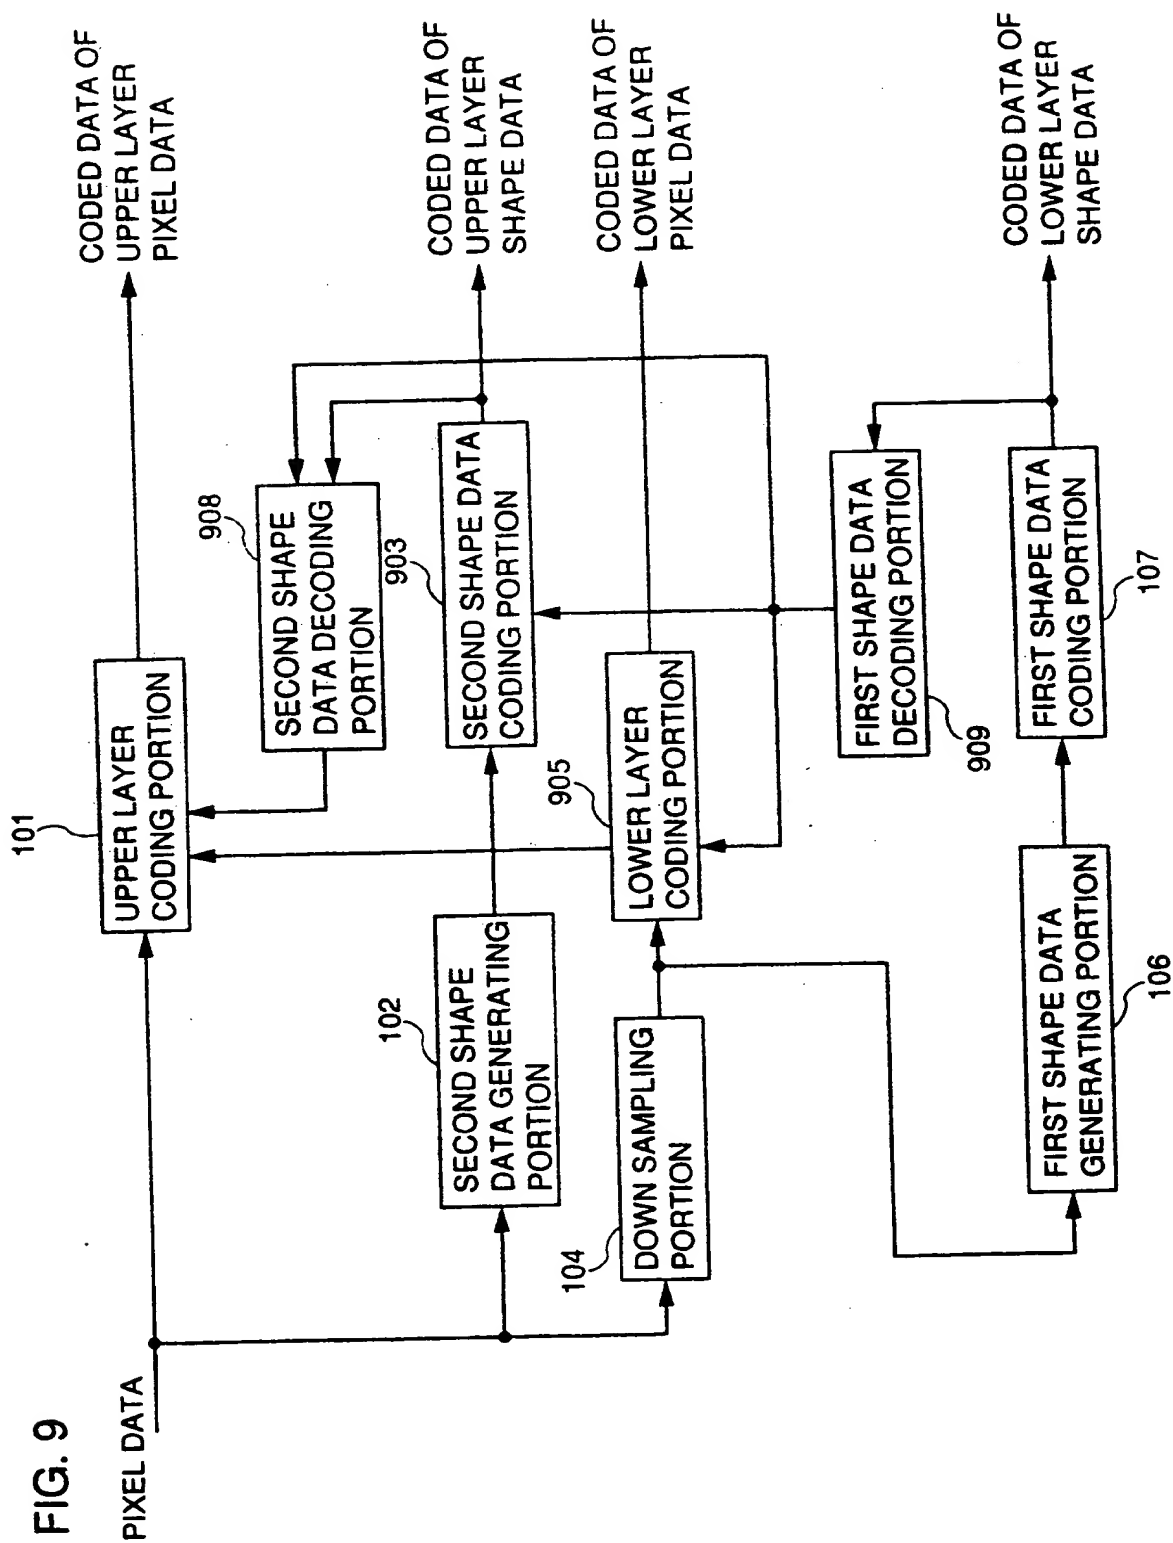 FIG. 9
PIXEL DATA
101
UPPER LAYER
CODING PORTION
CODED DATA OF
UPPER LAYER
PIXEL DATA
908
SECOND SHAPE
DATA DECODING
PORTION
102
SECOND SHAPE
DATA GENERATING
PORTION
903
SECOND SHAPE DATA
CODING PORTION
CODED DATA OF
UPPER LAYER
SHAPE DATA
104
DOWN SAMPLING
PORTION
905
LOWER LAYER
CODING PORTION
CODED DATA OF
LOWER LAYER
PIXEL DATA
FIRST SHAPE DATA
DECODING PORTION
909
FIRST SHAPE DATA
GENERATING PORTION
106
FIRST SHAPE DATA
CODING PORTION
107
CODED DATA OF
LOWER LAYER
SHAPE DATA